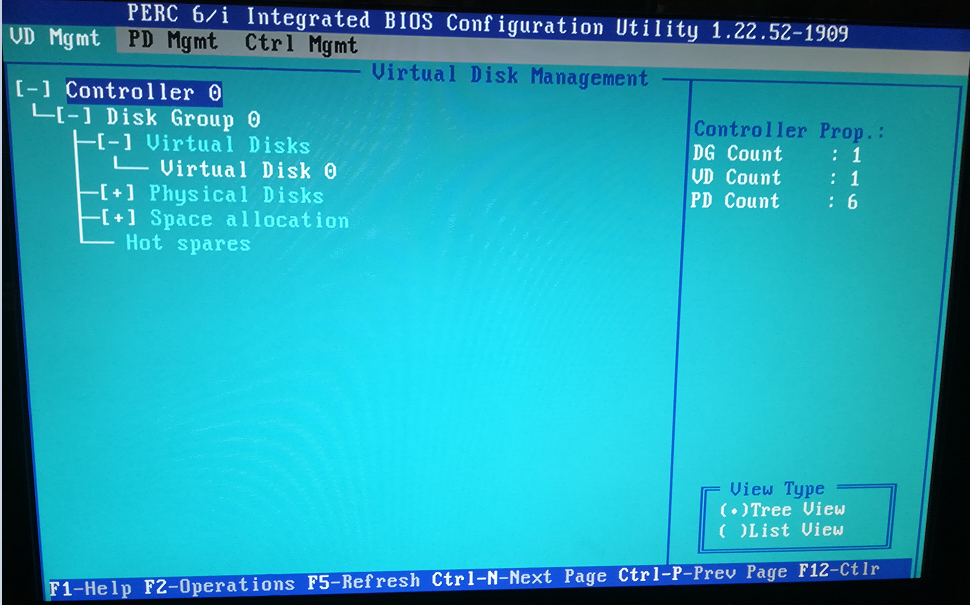 PERC 6/i Integrated BIOS Configuration Utility 1.22.52-1909
VD Mgmt PD Mgmt Ctrl Mgmt
Virtual Disk Management
[-] Controller 0
[-] Disk Group 0
[-] Virtual Disks
Virtual Disk 0
[+] Physical Disks
[+] Space allocation
Hot spares
Controller Prop.:
DG Count : 1
VD Count : 1
PD Count : 6
View Type
(•)Tree View
( )List View
F1-Help F2-Operations F5-Refresh Ctrl-N-Next Page Ctrl-P-Prev Page F12-Ctlr